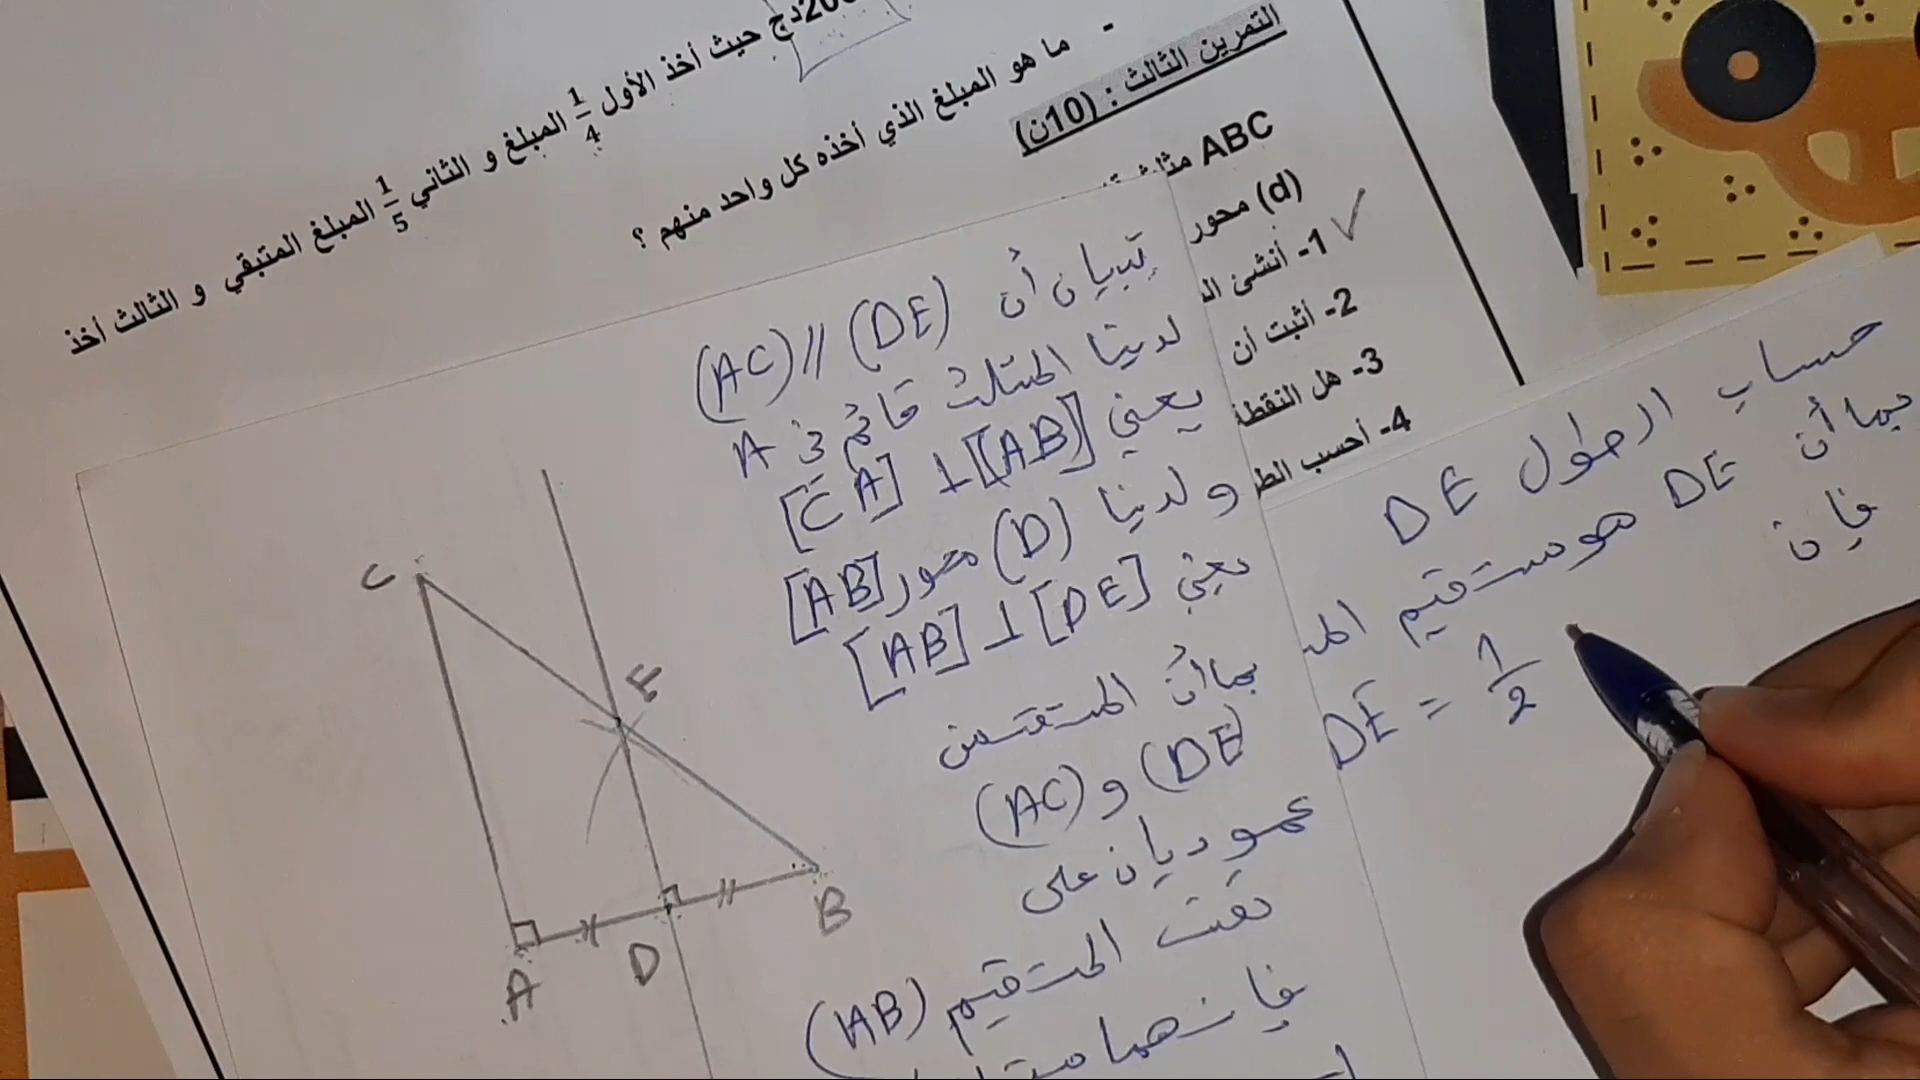 200دج حيث أخذ الأول 1/4 المبلغ و الثاني 1/5 المبلغ المتبقي و الثالث أخذ
- ما هو المبلغ الذي أخذه كل واحد منهم ؟
التمرين الثالث : (10ن)
ABC
(d) محور
1- أنشئ
2- أثبت أن
3- هل النقطة
4- أحسب
تبيان أن (DE) // (AC)
لدينا المثلث قائم في A
يعني [AB] ⊥ [CA]
و لدينا (D) محور [AB]
يعني [DE] ⊥ [AB]
بما أن
(DE) و (AC)
عموديان على
المستقيم (AB)
فإنهما
حساب الطول DE
بما أن DE هو مستقيم
فإن
DE = 1/2
C
E
A
D
B